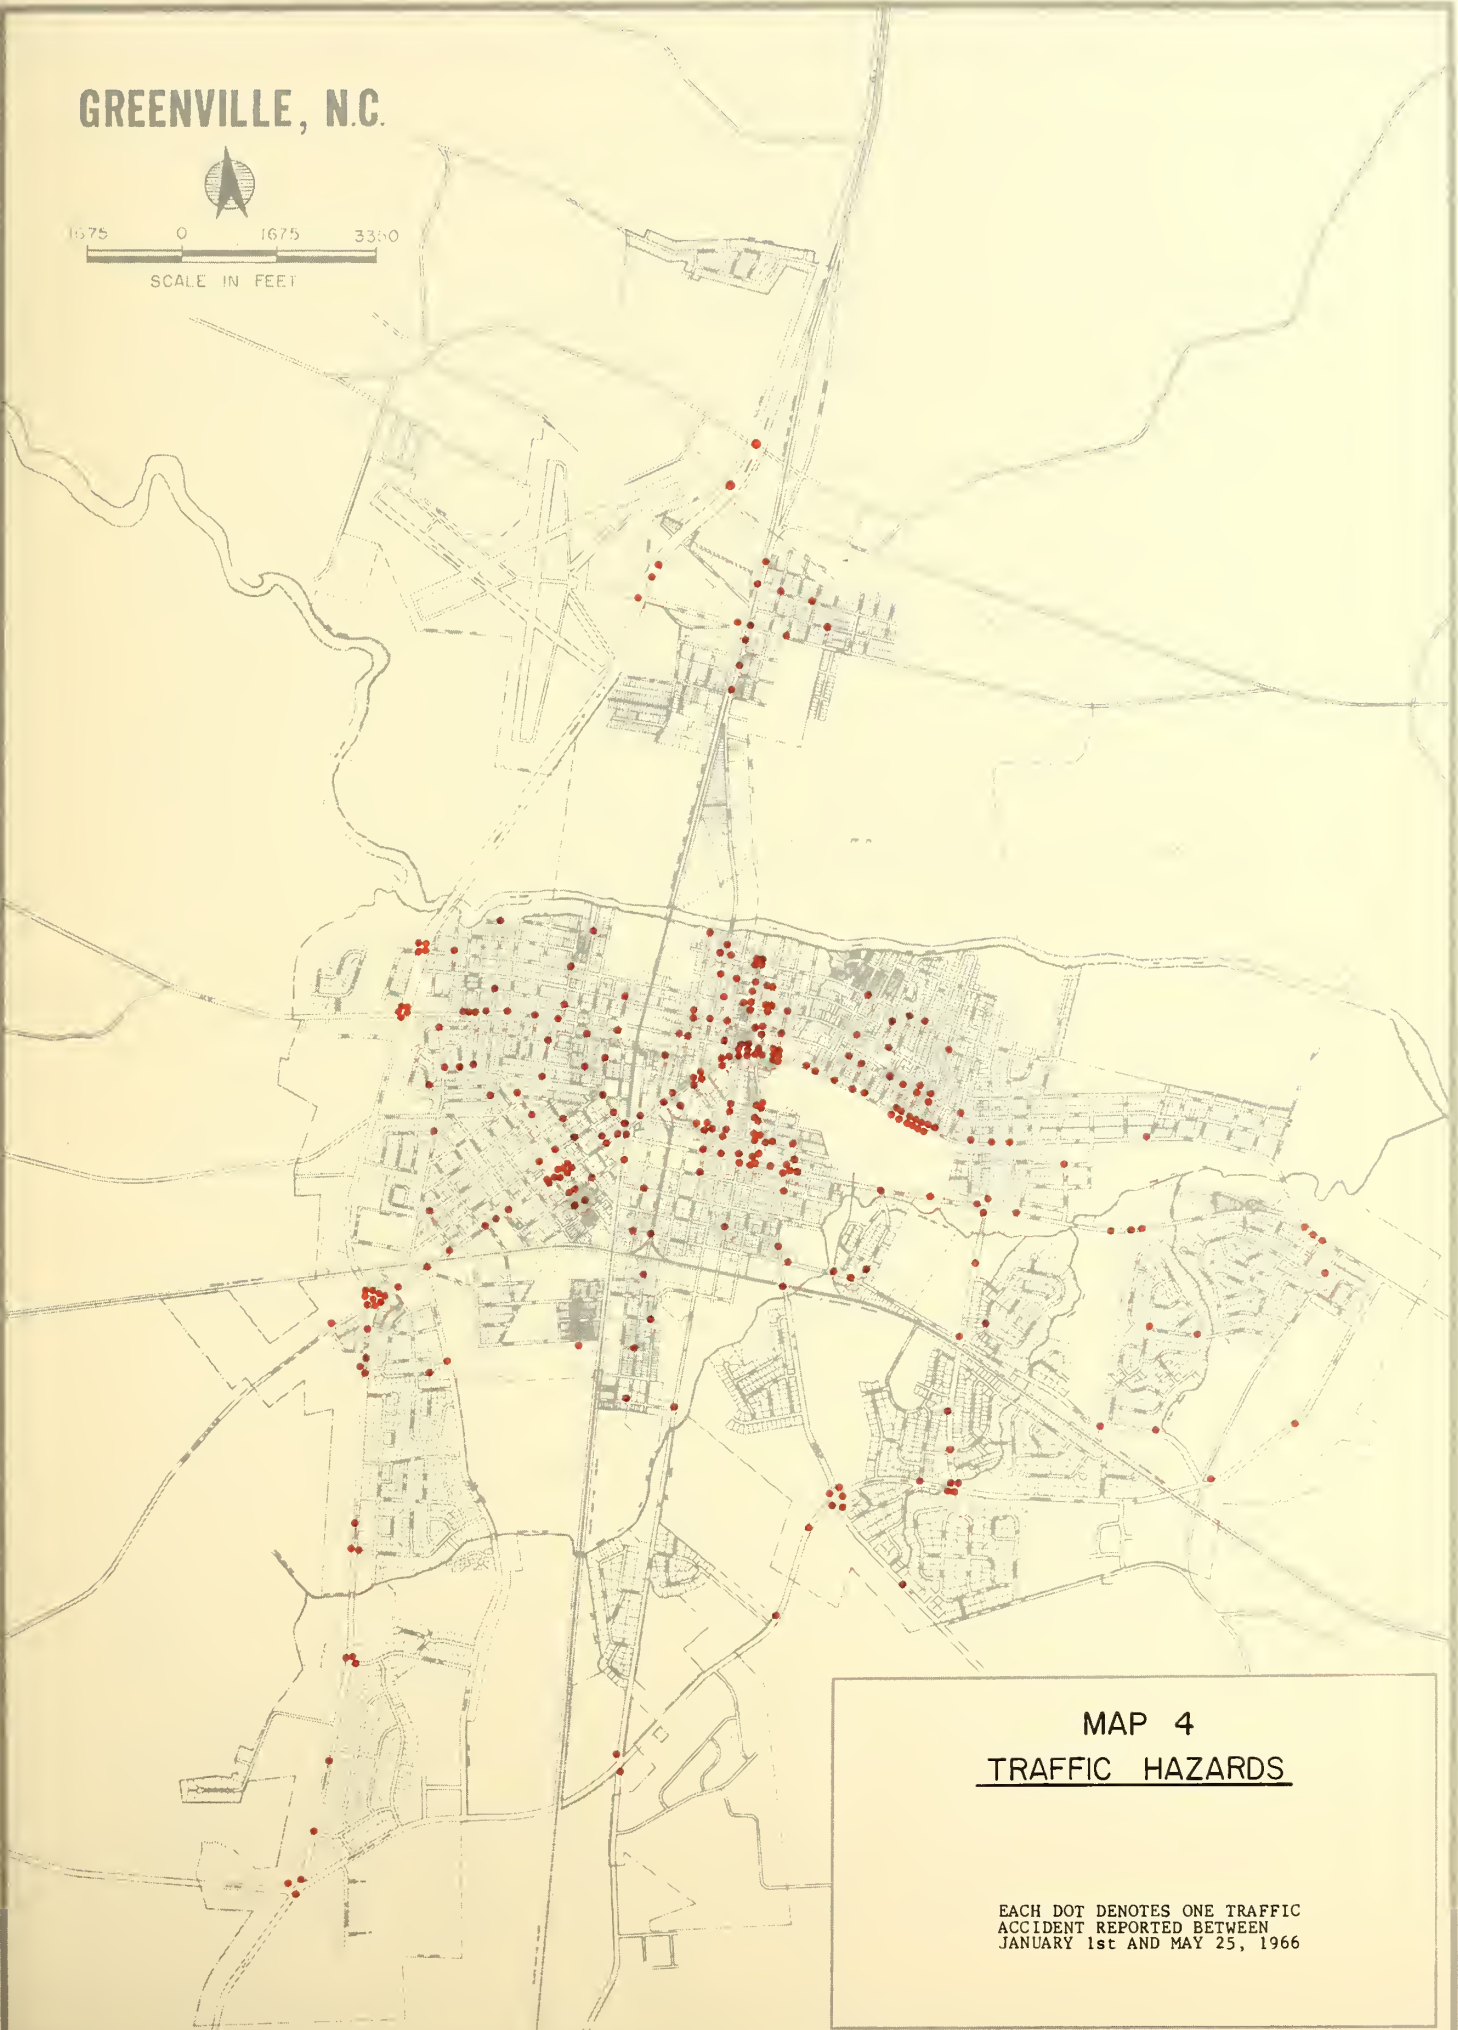 GREENVILLE, N.C.
1675 0 1675 3350
SCALE IN FEET
MAP 4
TRAFFIC HAZARDS
EACH DOT DENOTES ONE TRAFFIC
ACCIDENT REPORTED BETWEEN
JANUARY 1st AND MAY 25, 1966